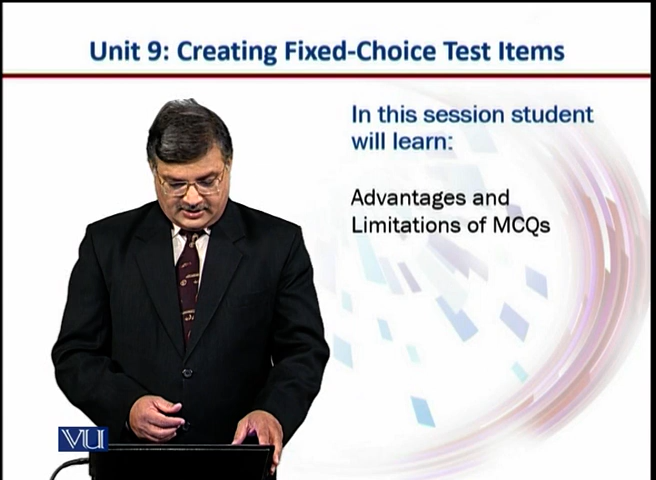 Unit 9: Creating Fixed-Choice Test Items
In this session student
will learn:
Advantages and
Limitations of MCQs
VU